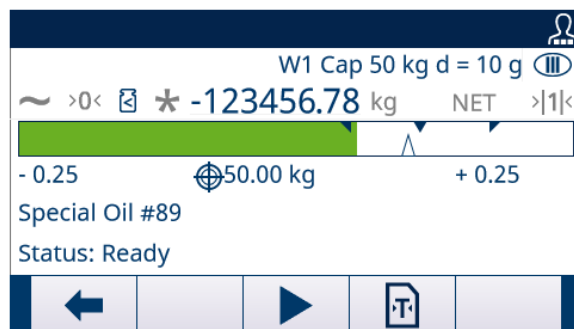 W1 Cap 50 kg d = 10 g III
~ >0< * -123456.78 kg NET >|1|<
- 0.25 50.00 kg + 0.25
Special Oil #89
Status: Ready
T